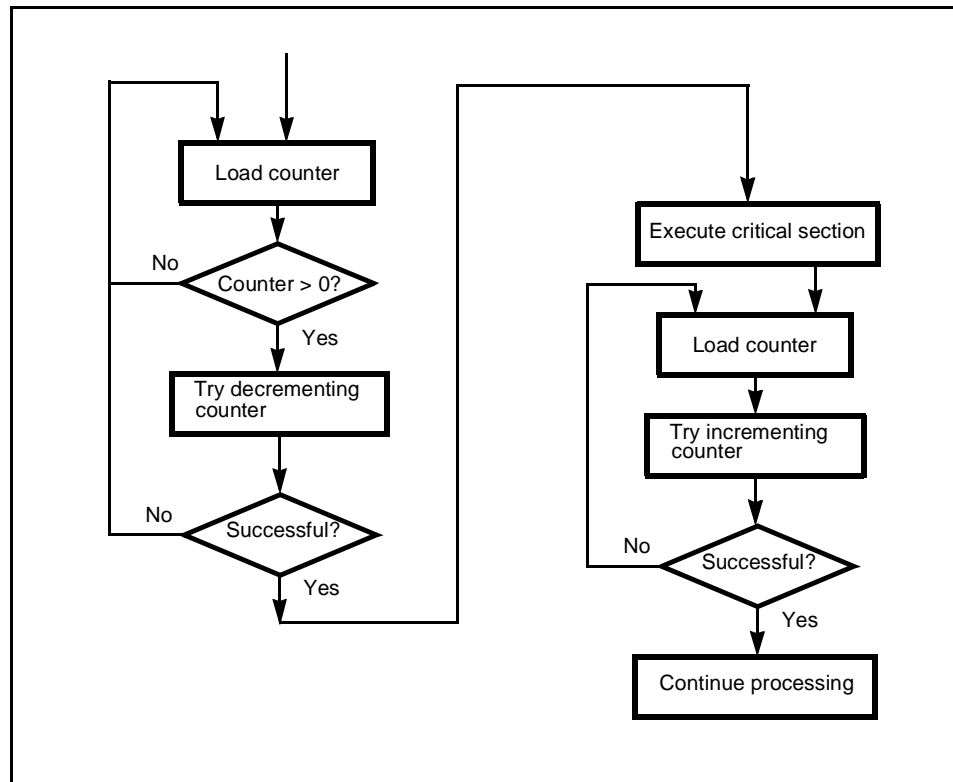 Load counter
No
Counter > 0?
Yes
Try decrementing
counter
No
Successful?
Yes
Execute critical section
Load counter
Try incrementing
counter
No
Successful?
Yes
Continue processing